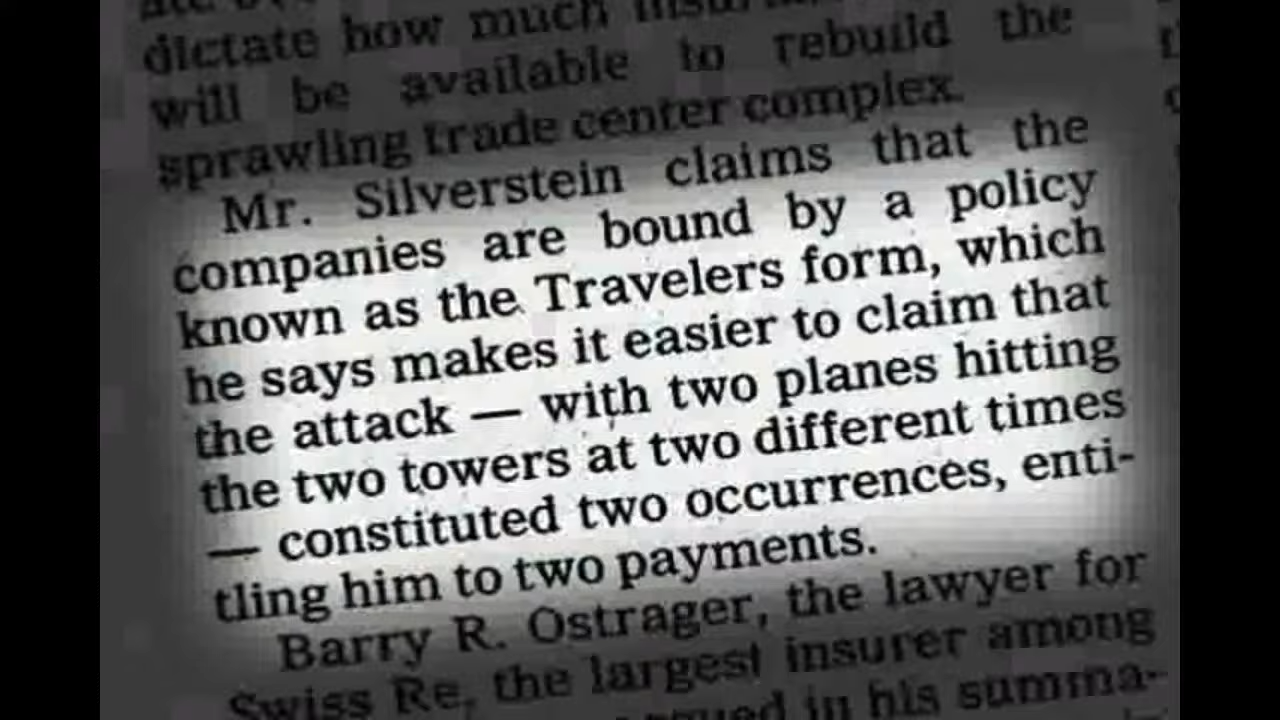 dictate how much
will be available to rebuild the
sprawling trade center complex.
Mr. Silverstein claims that the
companies are bound by a policy
known as the Travelers form, which
he says makes it easier to claim that
the attack — with two planes hitting
the two towers at two different times
— constituted two occurrences, enti-
tling him to two payments.
Barry R. Ostrager, the lawyer for
Swiss Re, the largest insurer among
in his summa-